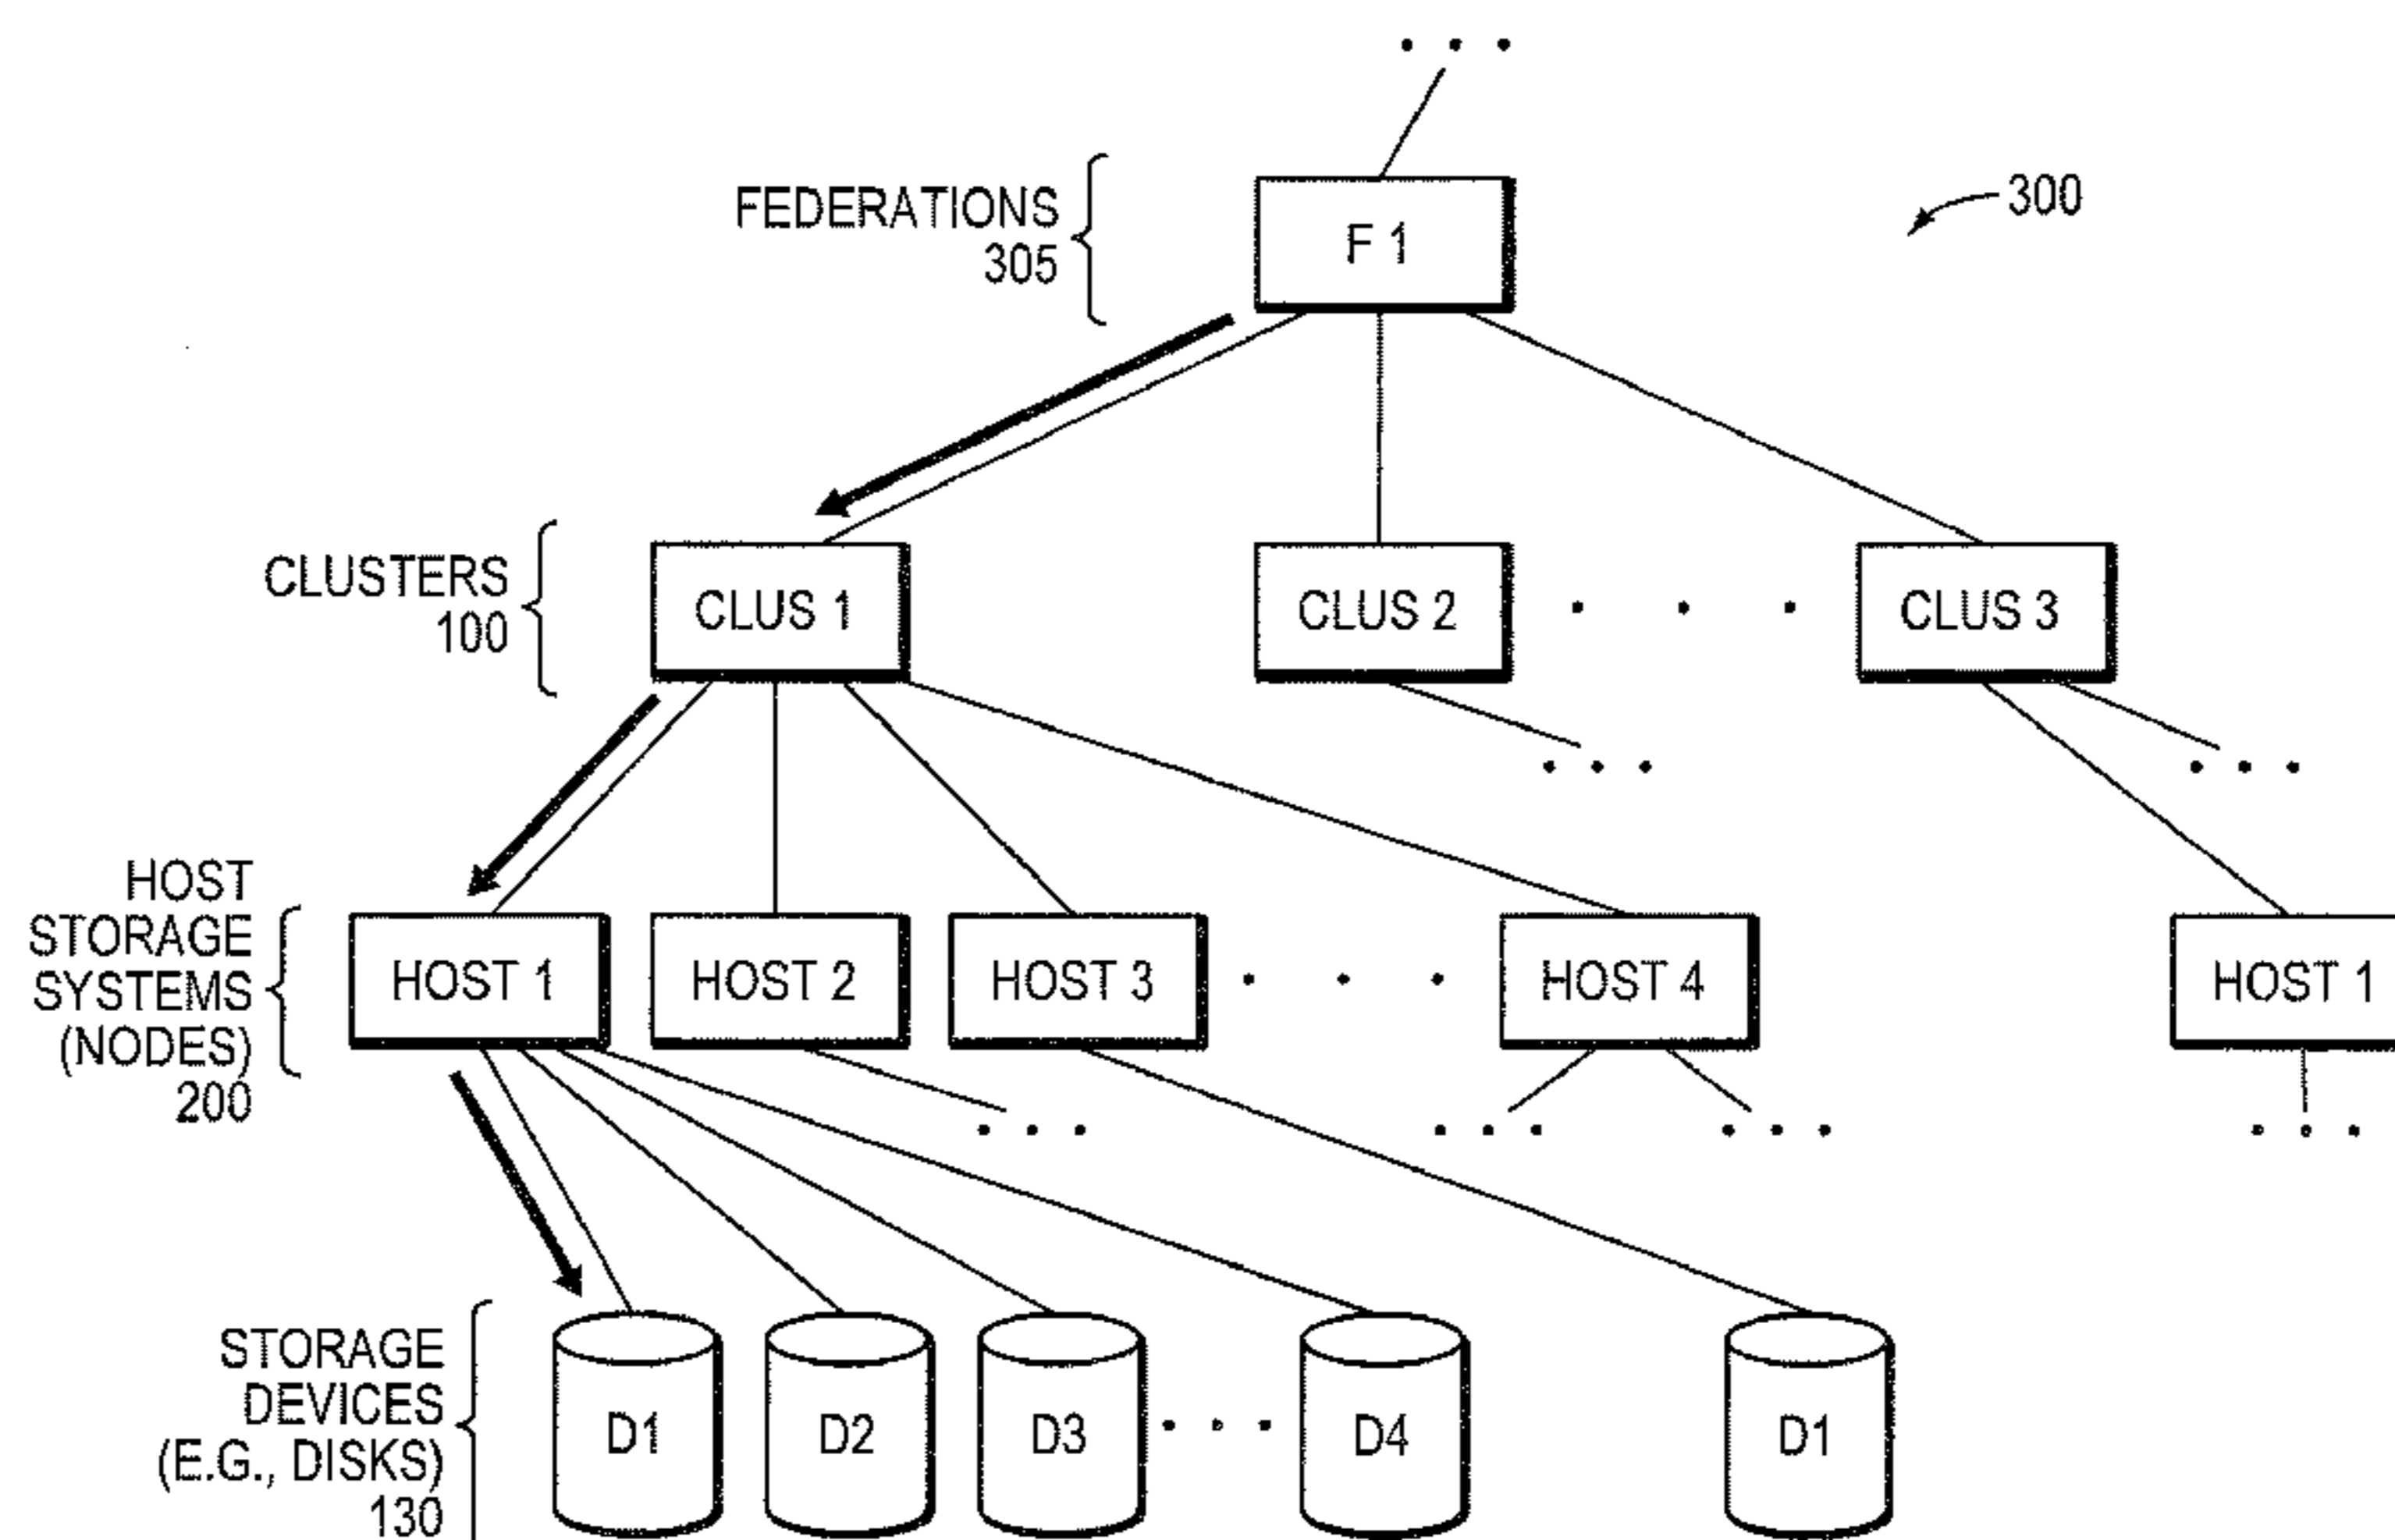 FEDERATIONS
305
F 1
300
CLUSTERS
100
CLUS 1
CLUS 2
CLUS 3
HOST
STORAGE
SYSTEMS
(NODES)
200
HOST 1
HOST 2
HOST 3
HOST 4
HOST 1
STORAGE
DEVICES
(E.G., DISKS)
130
D1
D2
D3
D4
D1